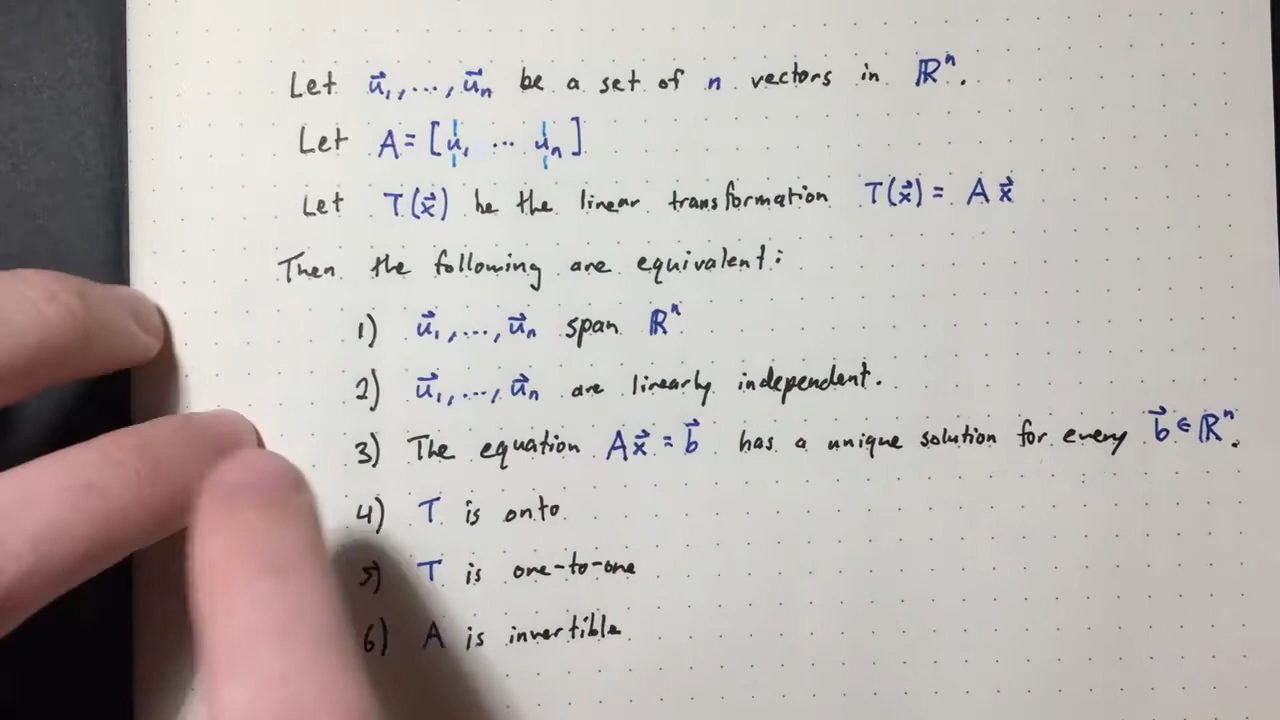 Let u⃗₁,...,u⃗ₙ be a set of n vectors in ℝⁿ.
Let A = [u₁ ... uₙ]
Let T(x⃗) be the linear transformation T(x⃗) = A x⃗
Then the following are equivalent:
1) u⃗₁,...,u⃗ₙ span ℝⁿ
2) u⃗₁,...,u⃗ₙ are linearly independent.
3) The equation Ax⃗ = b⃗ has a unique solution for every b⃗ ∈ ℝⁿ.
4) T is onto
5) T is one-to-one
6) A is invertible